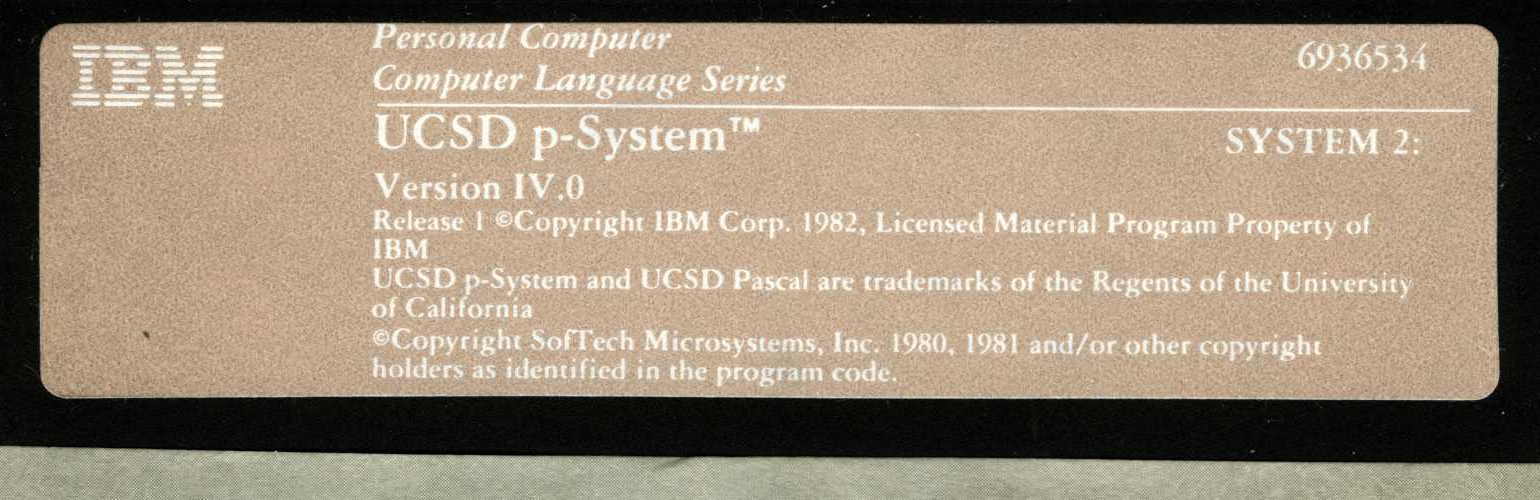 IBM
Personal Computer
Computer Language Series
6936534
UCSD p-System™
SYSTEM 2:
Version IV.0
Release 1 ©Copyright IBM Corp. 1982, Licensed Material Program Property of
IBM
UCSD p-System and UCSD Pascal are trademarks of the Regents of the University
of California
©Copyright SofTech Microsystems, Inc. 1980, 1981 and/or other copyright
holders as identified in the program code.